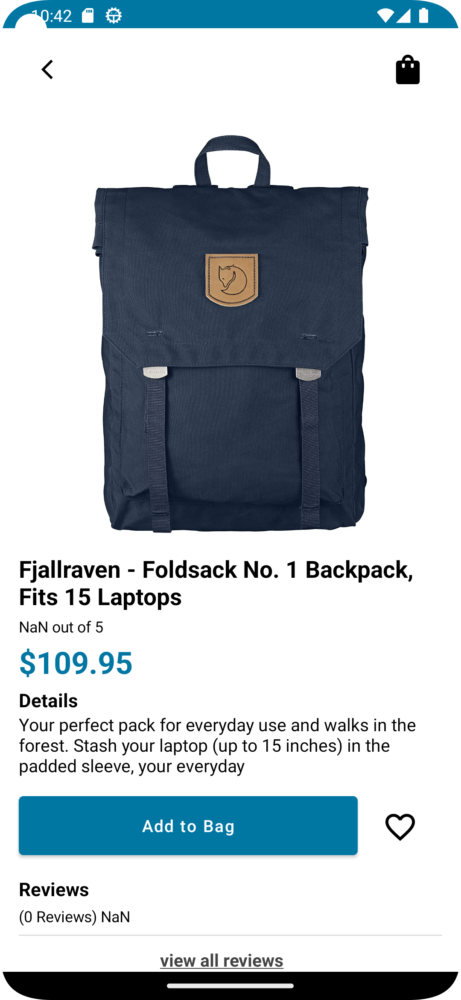 10:42
Fjallraven - Foldsack No. 1 Backpack,
Fits 15 Laptops
NaN out of 5
$109.95
Details
Your perfect pack for everyday use and walks in the
forest. Stash your laptop (up to 15 inches) in the
padded sleeve, your everyday
Add to Bag
Reviews
(0 Reviews) NaN
view all reviews